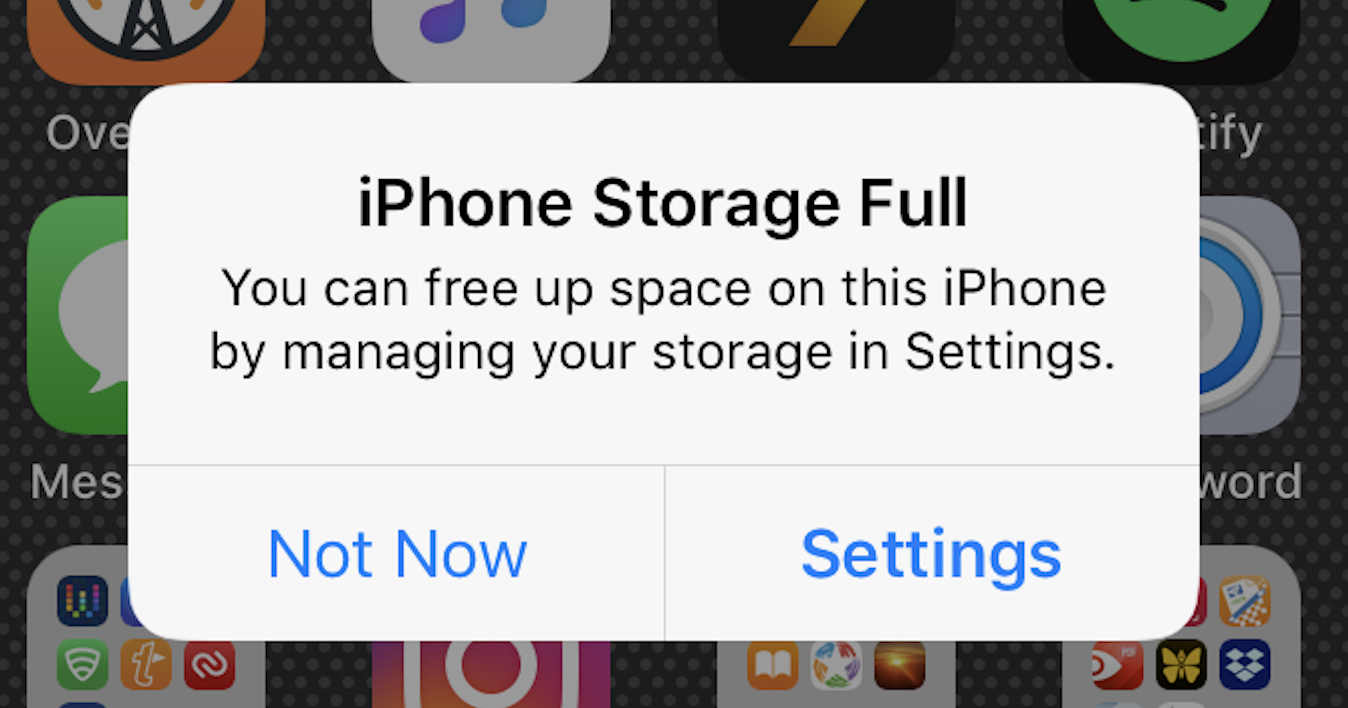 Ove
tify
iPhone Storage Full
You can free up space on this iPhone
by managing your storage in Settings.
Mes
word
Not Now
Settings
PDF